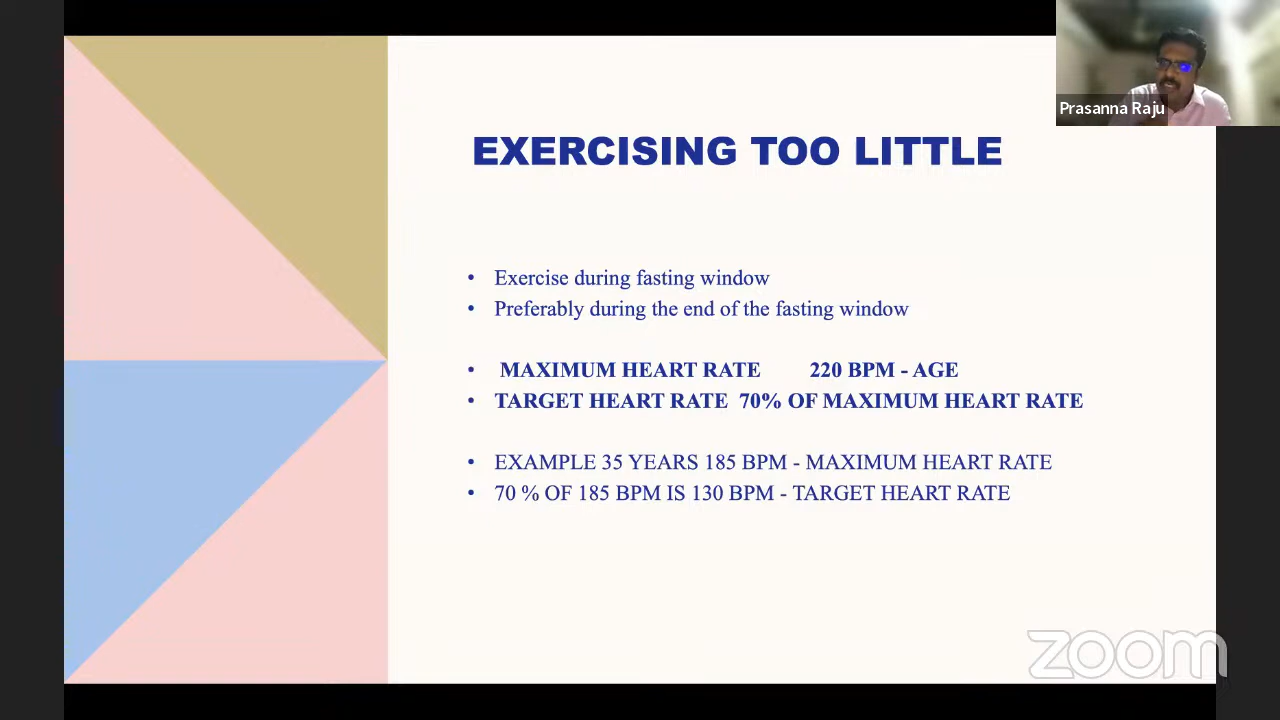 Prasanna Raju
EXERCISING TOO LITTLE
• Exercise during fasting window
• Preferably during the end of the fasting window
• MAXIMUM HEART RATE 220 BPM - AGE
• TARGET HEART RATE 70% OF MAXIMUM HEART RATE
• EXAMPLE 35 YEARS 185 BPM - MAXIMUM HEART RATE
• 70 % OF 185 BPM IS 130 BPM - TARGET HEART RATE
zoom